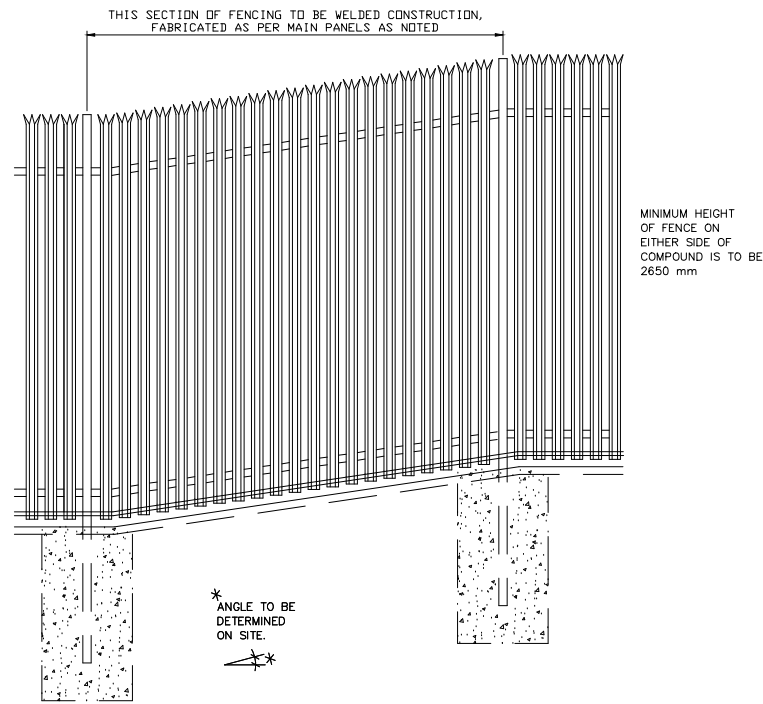 THIS SECTION OF FENCING TO BE WELDED CONSTRUCTION,
FABRICATED AS PER MAIN PANELS AS NOTED
MINIMUM HEIGHT
OF FENCE ON
EITHER SIDE OF
COMPOUND IS TO BE
2650 mm
* ANGLE TO BE
DETERMINED
ON SITE.
*